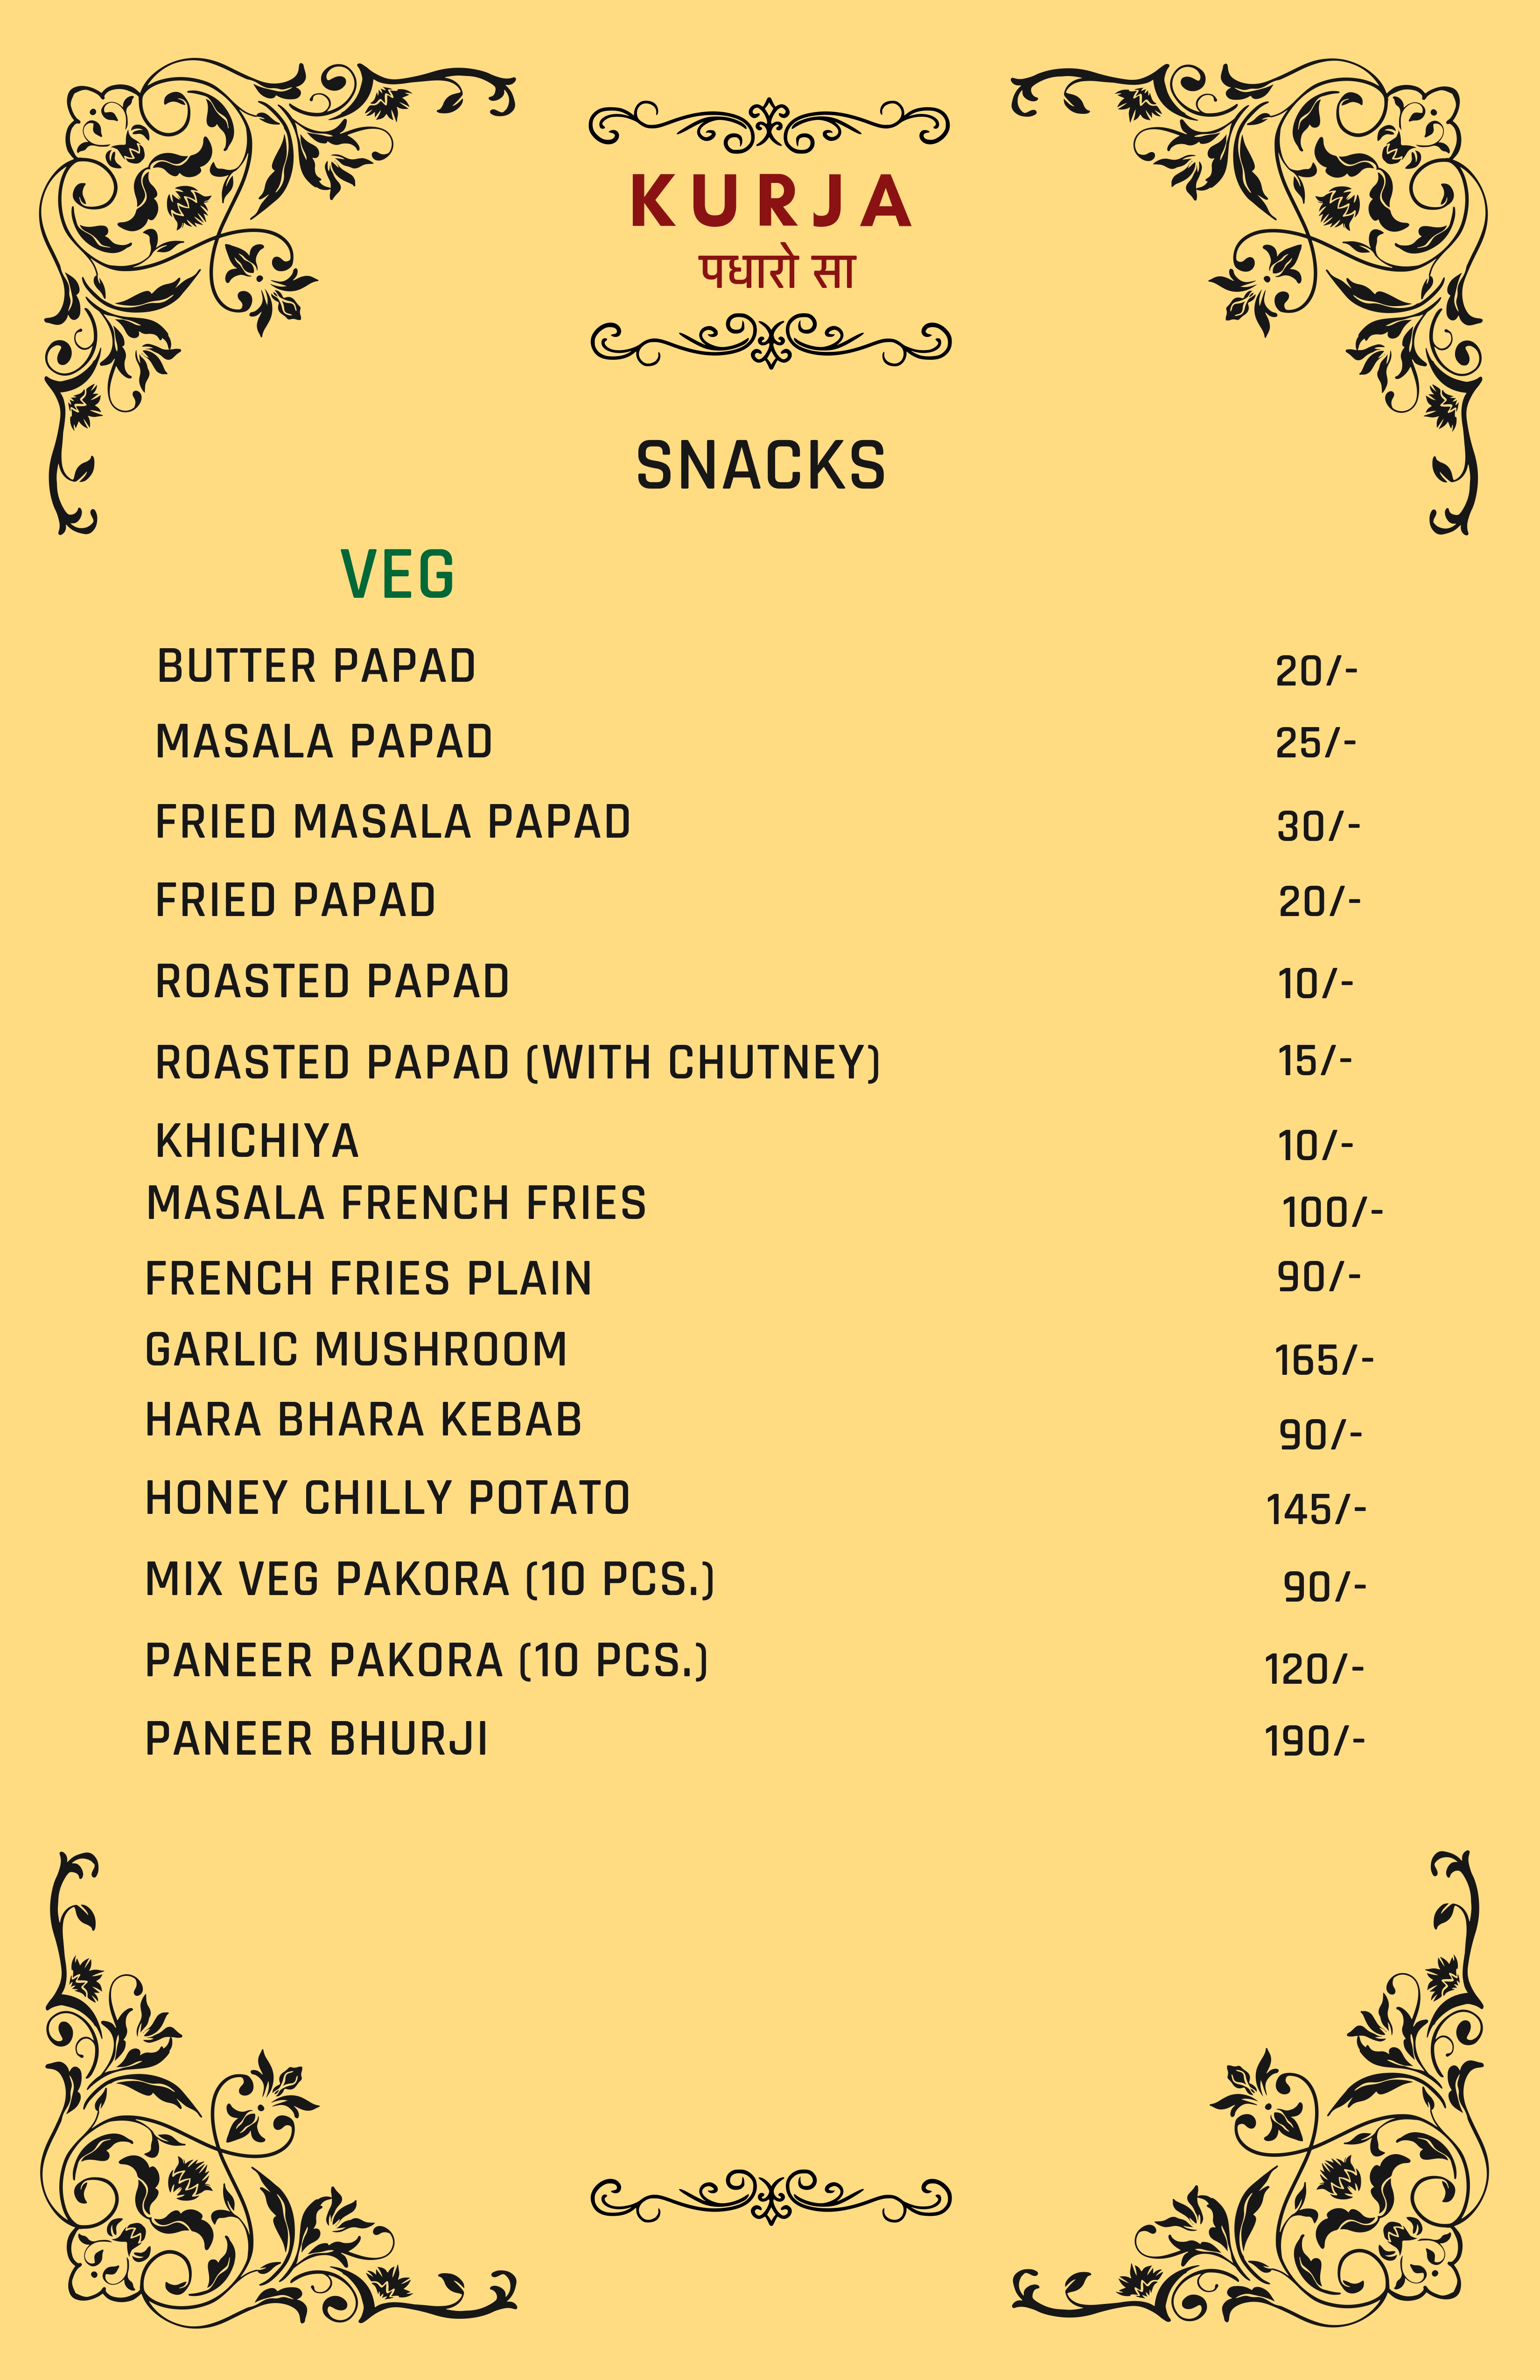 KURJA
पधारो सा
SNACKS
VEG
BUTTER PAPAD 20/-
MASALA PAPAD 25/-
FRIED MASALA PAPAD 30/-
FRIED PAPAD 20/-
ROASTED PAPAD 10/-
ROASTED PAPAD (WITH CHUTNEY) 15/-
KHICHIYA 10/-
MASALA FRENCH FRIES 100/-
FRENCH FRIES PLAIN 90/-
GARLIC MUSHROOM 165/-
HARA BHARA KEBAB 90/-
HONEY CHILLY POTATO 145/-
MIX VEG PAKORA (10 PCS.) 90/-
PANEER PAKORA (10 PCS.) 120/-
PANEER BHURJI 190/-